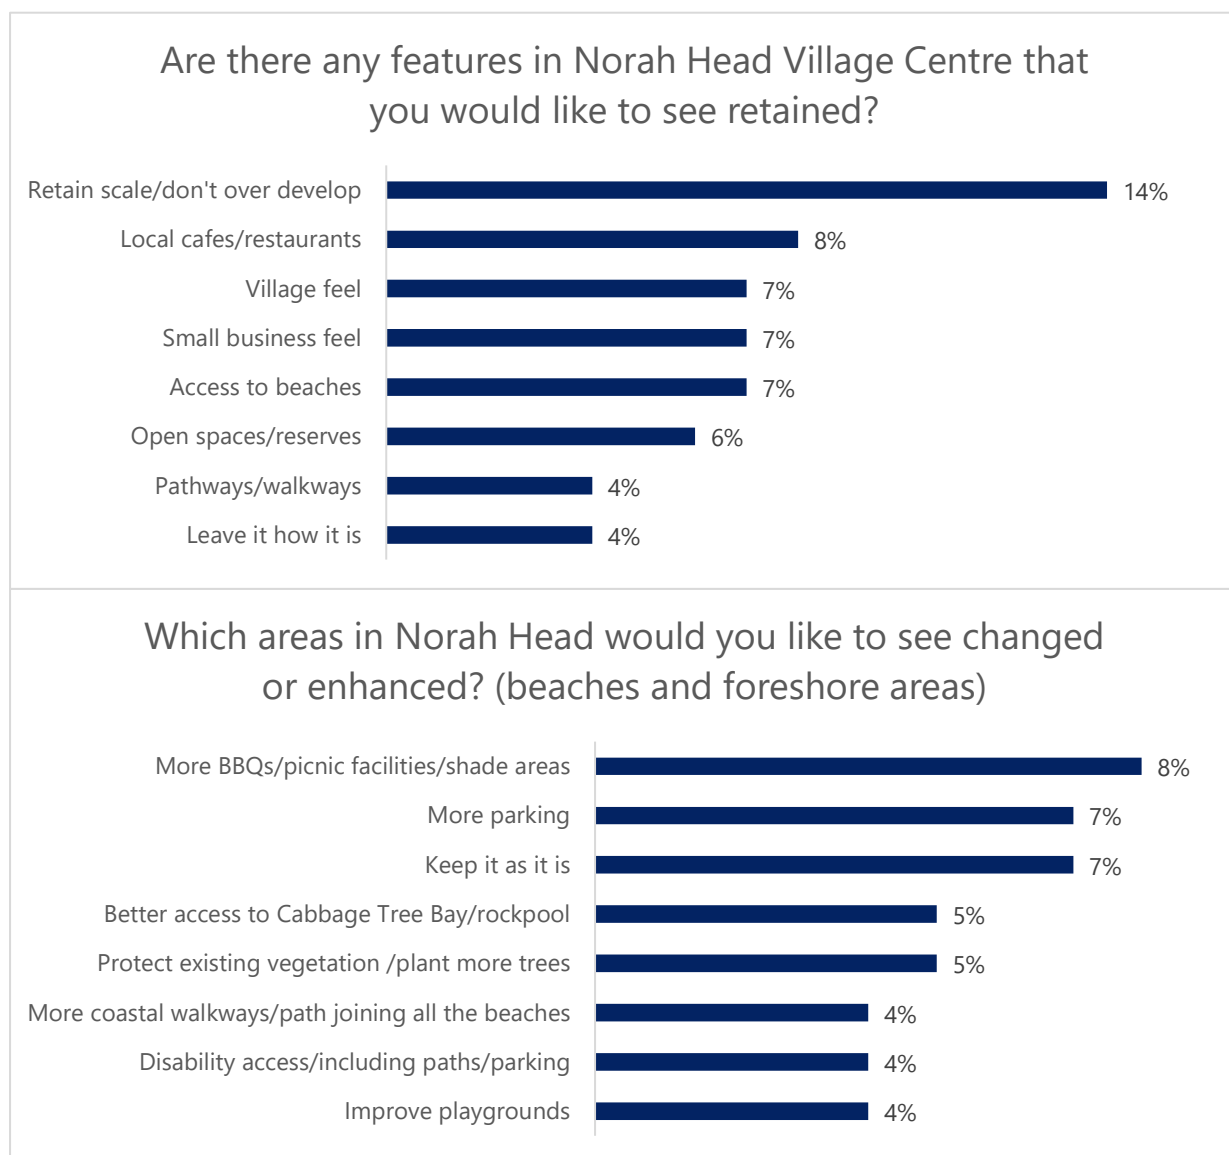 Are there any features in Norah Head Village Centre that
you would like to see retained?
Retain scale/don't over develop 14%
Local cafes/restaurants 8%
Village feel 7%
Small business feel 7%
Access to beaches 7%
Open spaces/reserves 6%
Pathways/walkways 4%
Leave it how it is 4%
Which areas in Norah Head would you like to see changed
or enhanced? (beaches and foreshore areas)
More BBQs/picnic facilities/shade areas 8%
More parking 7%
Keep it as it is 7%
Better access to Cabbage Tree Bay/rockpool 5%
Protect existing vegetation /plant more trees 5%
More coastal walkways/path joining all the beaches 4%
Disability access/including paths/parking 4%
Improve playgrounds 4%